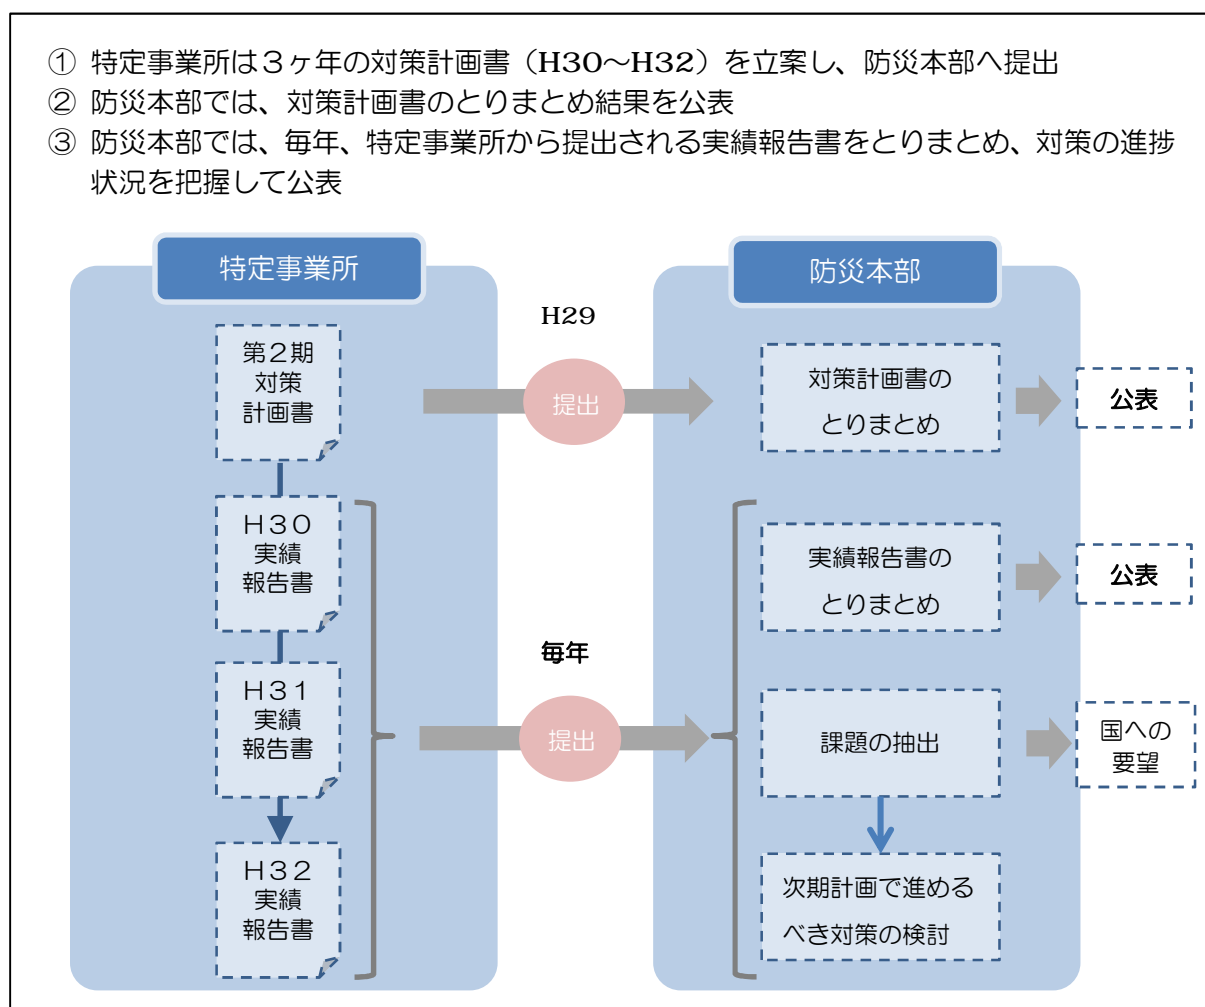 ① 特定事業所は３ヶ年の対策計画書（H30～H32）を立案し、防災本部へ提出
② 防災本部では、対策計画書のとりまとめ結果を公表
③ 防災本部では、毎年、特定事業所から提出される実績報告書をとりまとめ、対策の進捗
状況を把握して公表
特定事業所
防災本部
H29
第２期
対策
計画書
提出
対策計画書の
とりまとめ
公表
Ｈ３０
実績
報告書
実績報告書の
とりまとめ
公表
毎年
Ｈ３１
実績
報告書
提出
課題の抽出
国への
要望
Ｈ３２
実績
報告書
次期計画で進める
べき対策の検討